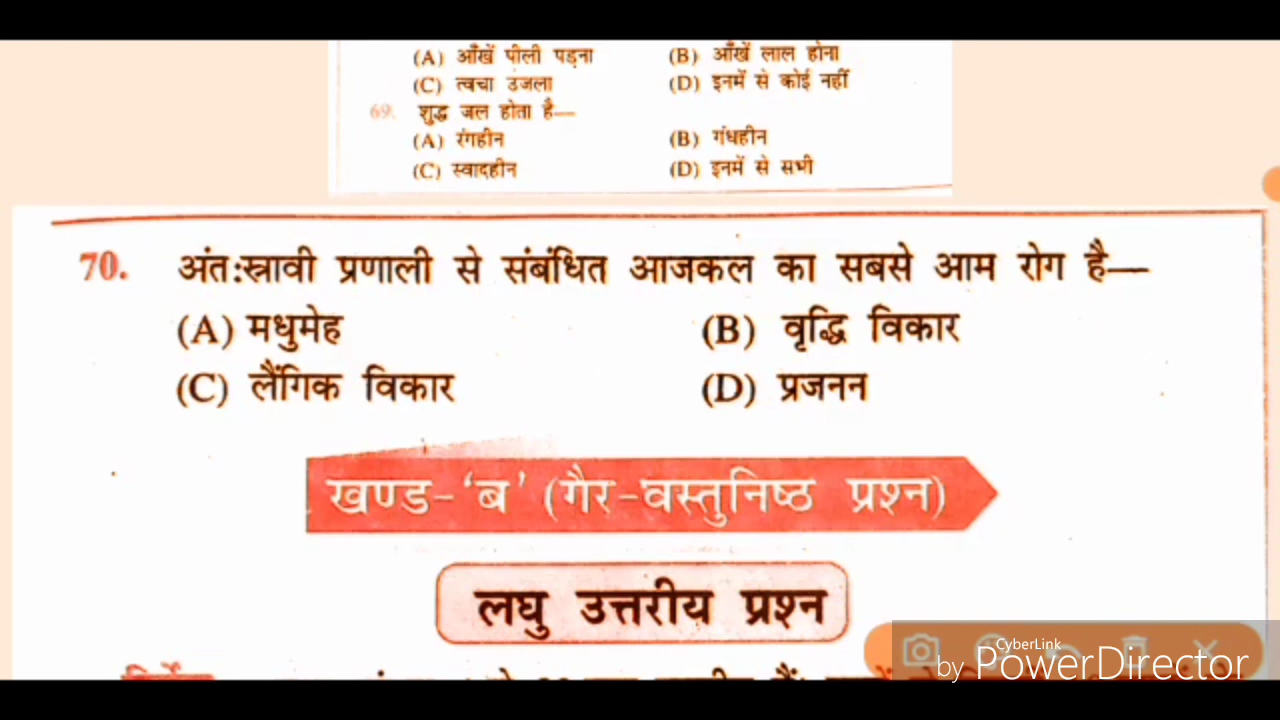 (A) आँखें पीली पड़ना (B) आँखें लाल होना
(C) त्वचा उजला (D) इनमें से कोई नहीं
69. शुद्ध जल होता है—
(A) रंगहीन (B) गंधहीन
(C) स्वादहीन (D) इनमें से सभी
70. अंतःस्रावी प्रणाली से संबंधित आजकल का सबसे आम रोग है—
(A) मधुमेह (B) वृद्धि विकार
(C) लैंगिक विकार (D) प्रजनन
खण्ड-‘ब’ (गैर-वस्तुनिष्ठ प्रश्न)
लघु उत्तरीय प्रश्न
CyberLink
by PowerDirector